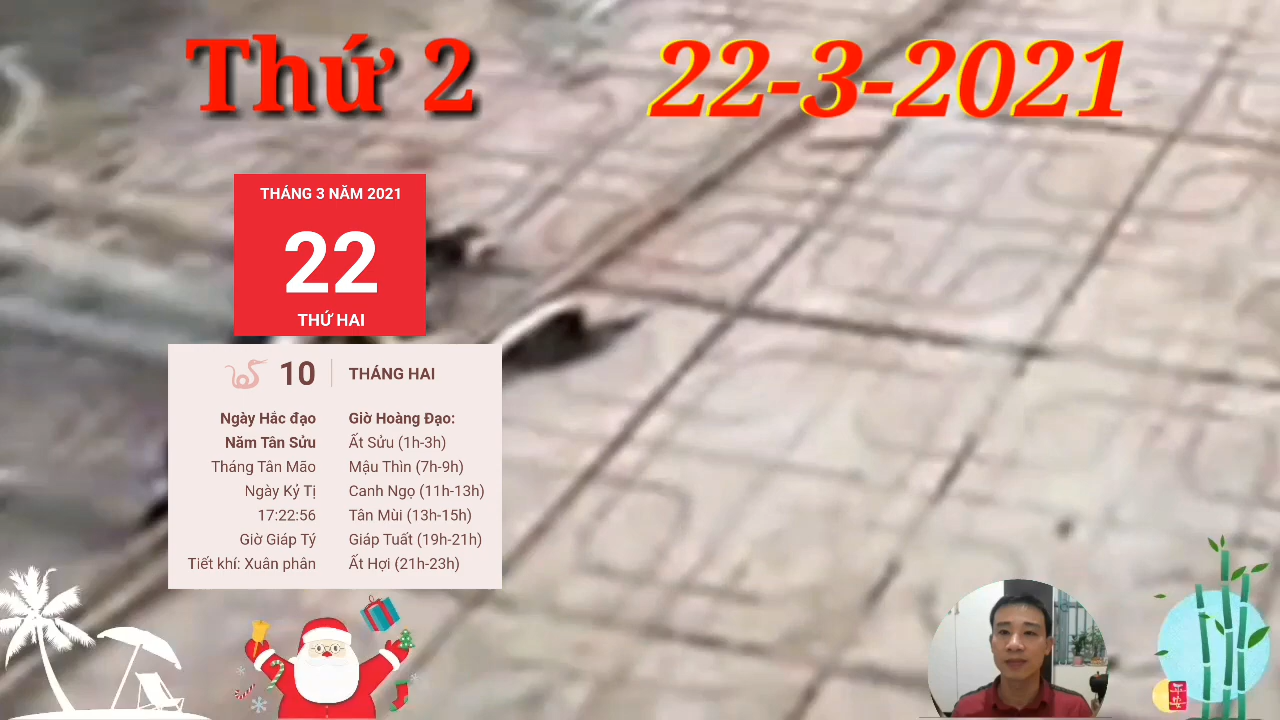 Thứ 2
22-3-2021
THÁNG 3 NĂM 2021
22
THỨ HAI
10
THÁNG HAI
Ngày Hắc đạo
Năm Tân Sửu
Tháng Tân Mão
Ngày Kỷ Tị
17:22:56
Giờ Giáp Tý
Tiết khí: Xuân phân
Giờ Hoàng Đạo:
Ất Sửu (1h-3h)
Mậu Thìn (7h-9h)
Canh Ngọ (11h-13h)
Tân Mùi (13h-15h)
Giáp Tuất (19h-21h)
Ất Hợi (21h-23h)